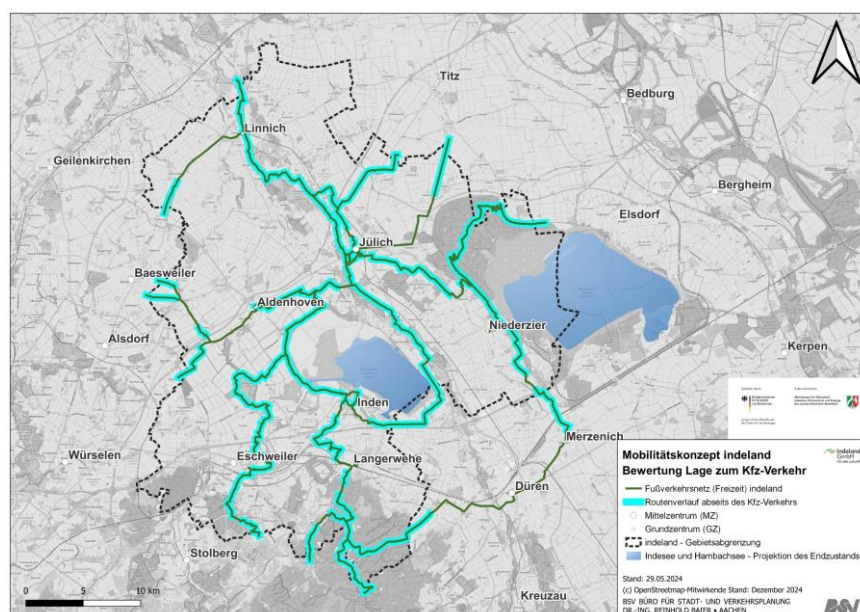 Titz
Bedburg
Linnich
Geilenkirchen
Bergheim
Elsdorf
Jülich
Baesweiler
Aldenhoven
Alsdorf
Niederzier
Kerpen
Inden
Merzenich
Würselen
Eschweiler
Langerwehe
Düren
Stolberg
Kreuzau
0 5 10 km
indeland
GmbH
Mobilitätskonzept indeland
Bewertung Lage zum Kfz-Verkehr
Fußverkehrsnetz (Freizeit) indeland
Routenverlauf abseits des Kfz-Verkehrs
Mittelzentrum (MZ)
Grundzentrum (GZ)
indeland - Gebietsabgrenzung
Indesee und Hambachsee - Projektion des Endzustands
Stand: 29.05.2024
(c) OpenStreetmap-Mitwirkende Stand: Dezember 2024
BSV BÜRO FÜR STADT- UND VERKEHRSPLANUNG
DR.-ING. REINHOLD BAIER • AACHEN
BSV